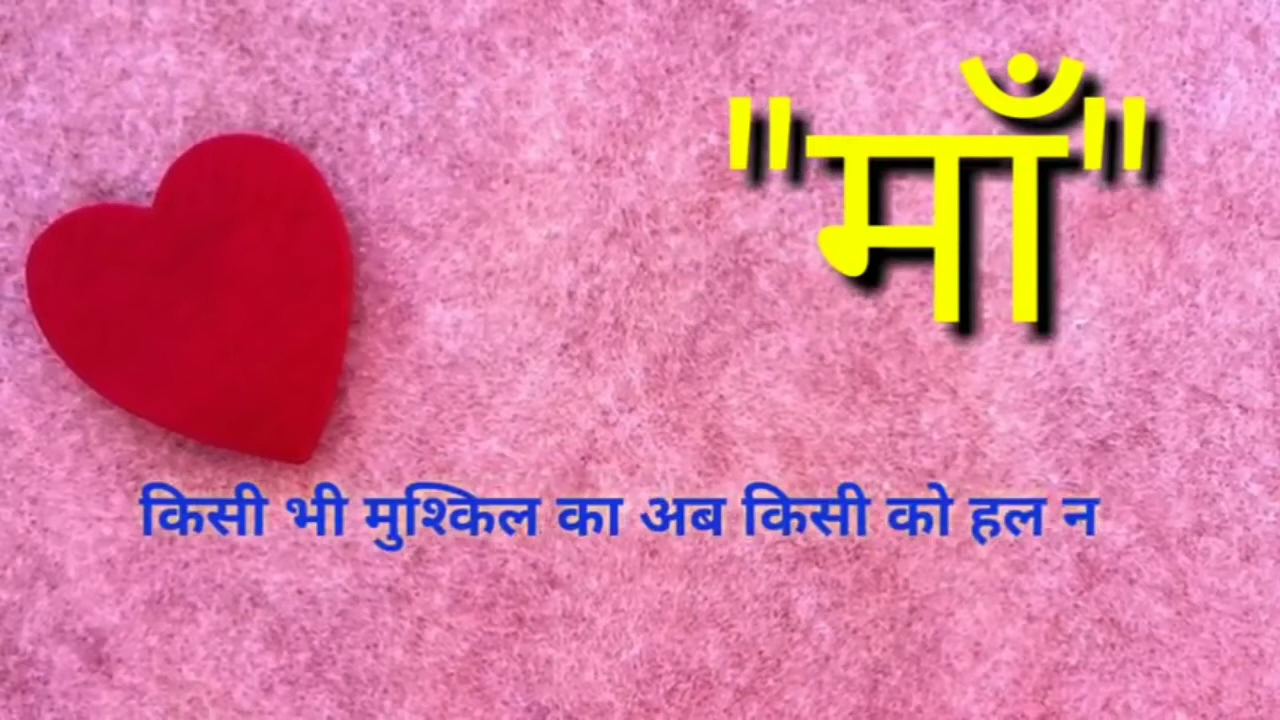 "माँ"
किसी भी मुश्किल का अब किसी को हल न